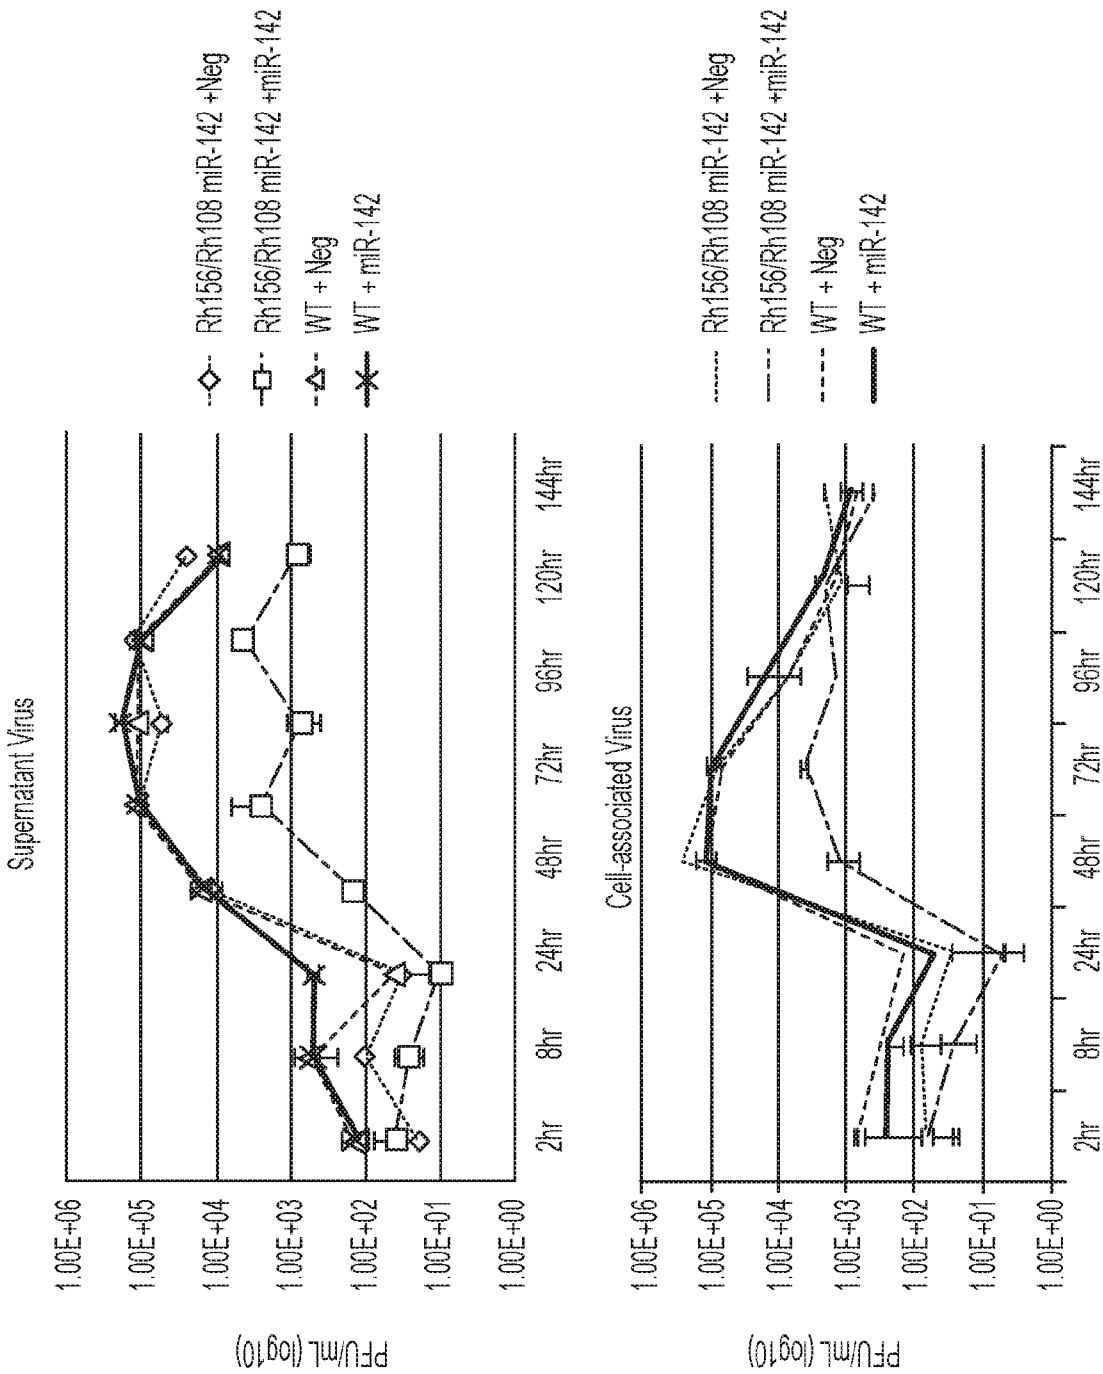 Supernatant Virus
PFU/mL (log10)
1.00E+06
1.00E+05
1.00E+04
1.00E+03
1.00E+02
1.00E+01
1.00E+00
2hr
8hr
24hr
48hr
72hr
96hr
120hr
144hr
Rh156/Rh108 miR-142 +Neg
Rh156/Rh108 miR-142 +miR-142
WT + Neg
WT + miR-142
Cell-associated Virus
PFU/mL (log10)
1.00E+06
1.00E+05
1.00E+04
1.00E+03
1.00E+02
1.00E+01
1.00E+00
2hr
8hr
24hr
48hr
72hr
96hr
120hr
144hr
Rh156/Rh108 miR-142 +Neg
Rh156/Rh108 miR-142 +miR-142
WT + Neg
WT + miR-142